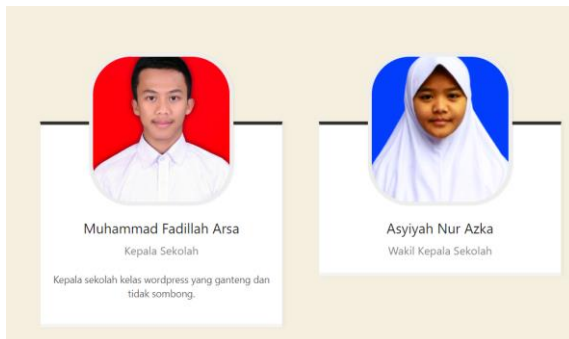 Muhammad Fadillah Arsa
Kepala Sekolah
Kepala sekolah kelas wordpress yang ganteng dan
tidak sombong.
Asyiyah Nur Azka
Wakil Kepala Sekolah